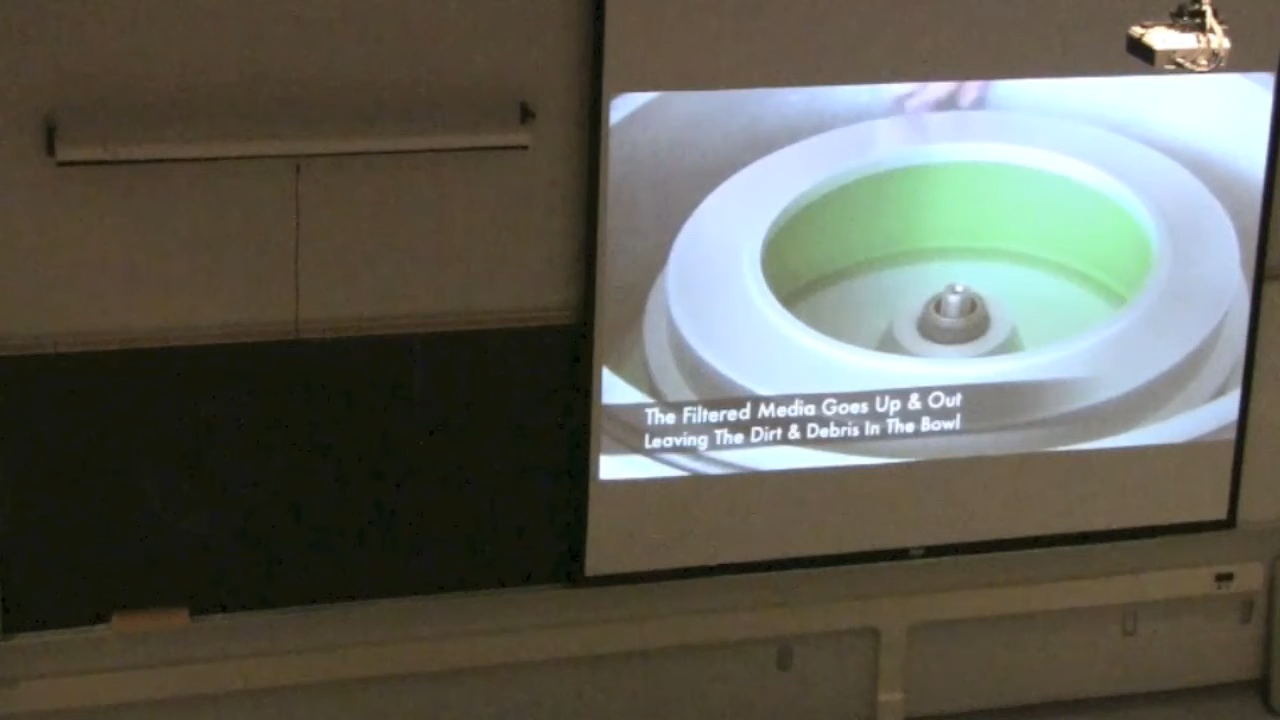 The Filtered Media Goes Up & Out
Leaving The Dirt & Debris In The Bowl